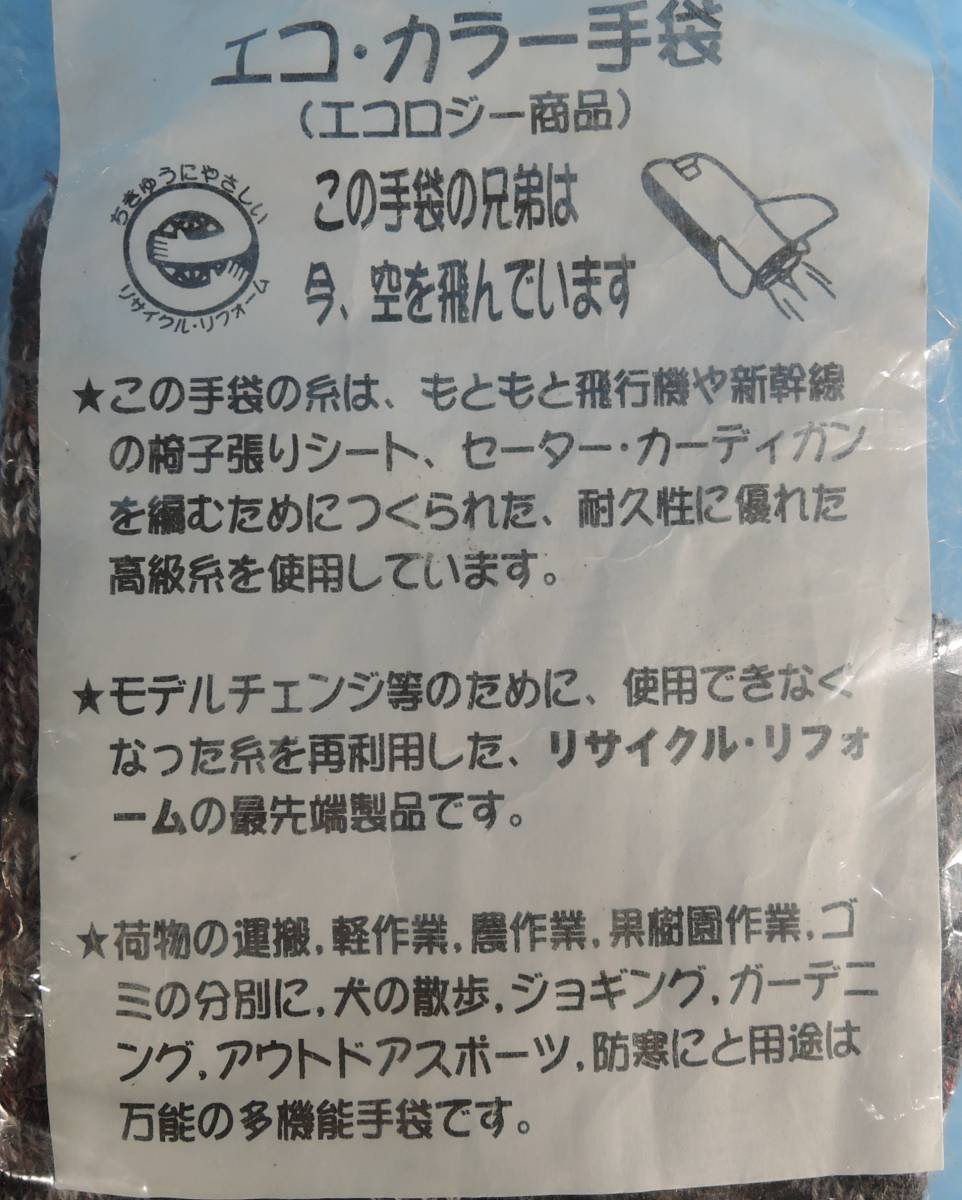 エコ・カラー手袋
(エコロジー商品)
ちきゅうにやさしい
リサイクル・リフォーム
この手袋の兄弟は
今、空を飛んでいます
★この手袋の糸は、もともと飛行機や新幹線
の椅子張りシート、セーター・カーディガン
を編むためにつくられた、耐久性に優れた
高級糸を使用しています。
★モデルチェンジ等のために、使用できなく
なった糸を再利用した、リサイクル・リフォ
ームの最先端製品です。
★荷物の運搬,軽作業,農作業,果樹園作業,ゴ
ミの分別に,犬の散歩,ジョギング,ガーデニ
ング,アウトドアスポーツ,防寒にと用途は
万能の多機能手袋です。